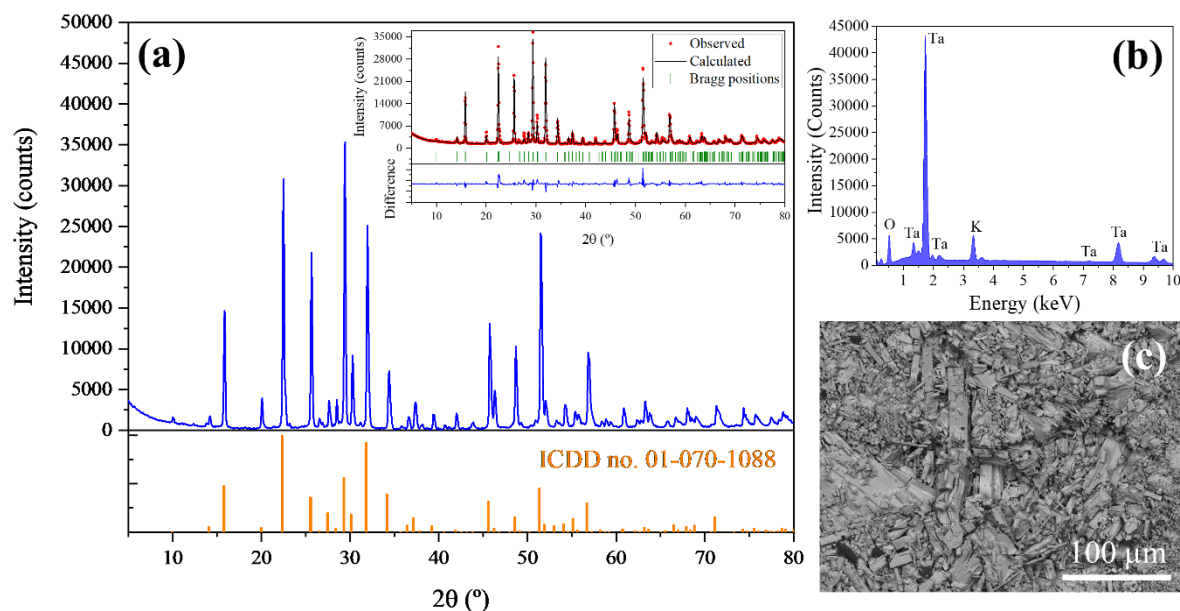 (a)
Intensity (counts)
50000
45000
40000
35000
30000
25000
20000
15000
10000
5000
0
ICDD no. 01-070-1088
10 20 30 40 50 60 70 80
2θ (º)
Intensity (counts)
35000
28000
21000
14000
7000
0
Observed
Calculated
Bragg positions
Difference
10 20 30 40 50 60 70 80
2θ (º)
(b)
Intensity (Counts)
45000
40000
35000
30000
25000
20000
15000
10000
5000
0
Ta
O
Ta
Ta
K
Ta
Ta
Ta
1 2 3 4 5 6 7 8 9 10
Energy (keV)
(c)
100 µm